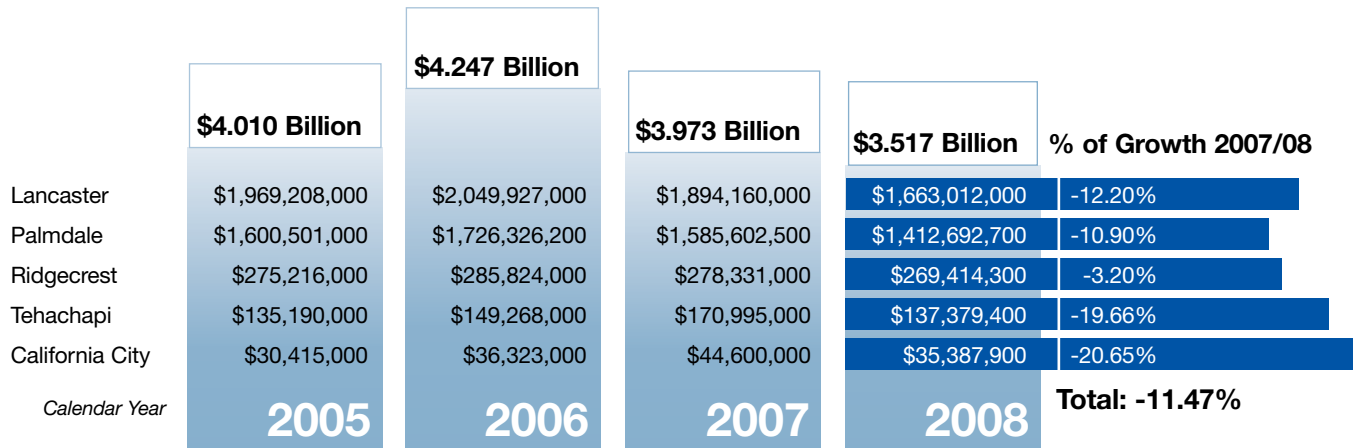 $4.010 Billion $4.247 Billion $3.973 Billion $3.517 Billion % of Growth 2007/08
Lancaster $1,969,208,000 $2,049,927,000 $1,894,160,000 $1,663,012,000 -12.20%
Palmdale $1,600,501,000 $1,726,326,200 $1,585,602,500 $1,412,692,700 -10.90%
Ridgecrest $275,216,000 $285,824,000 $278,331,000 $269,414,300 -3.20%
Tehachapi $135,190,000 $149,268,000 $170,995,000 $137,379,400 -19.66%
California City $30,415,000 $36,323,000 $44,600,000 $35,387,900 -20.65%
Calendar Year 2005 2006 2007 2008 Total: -11.47%